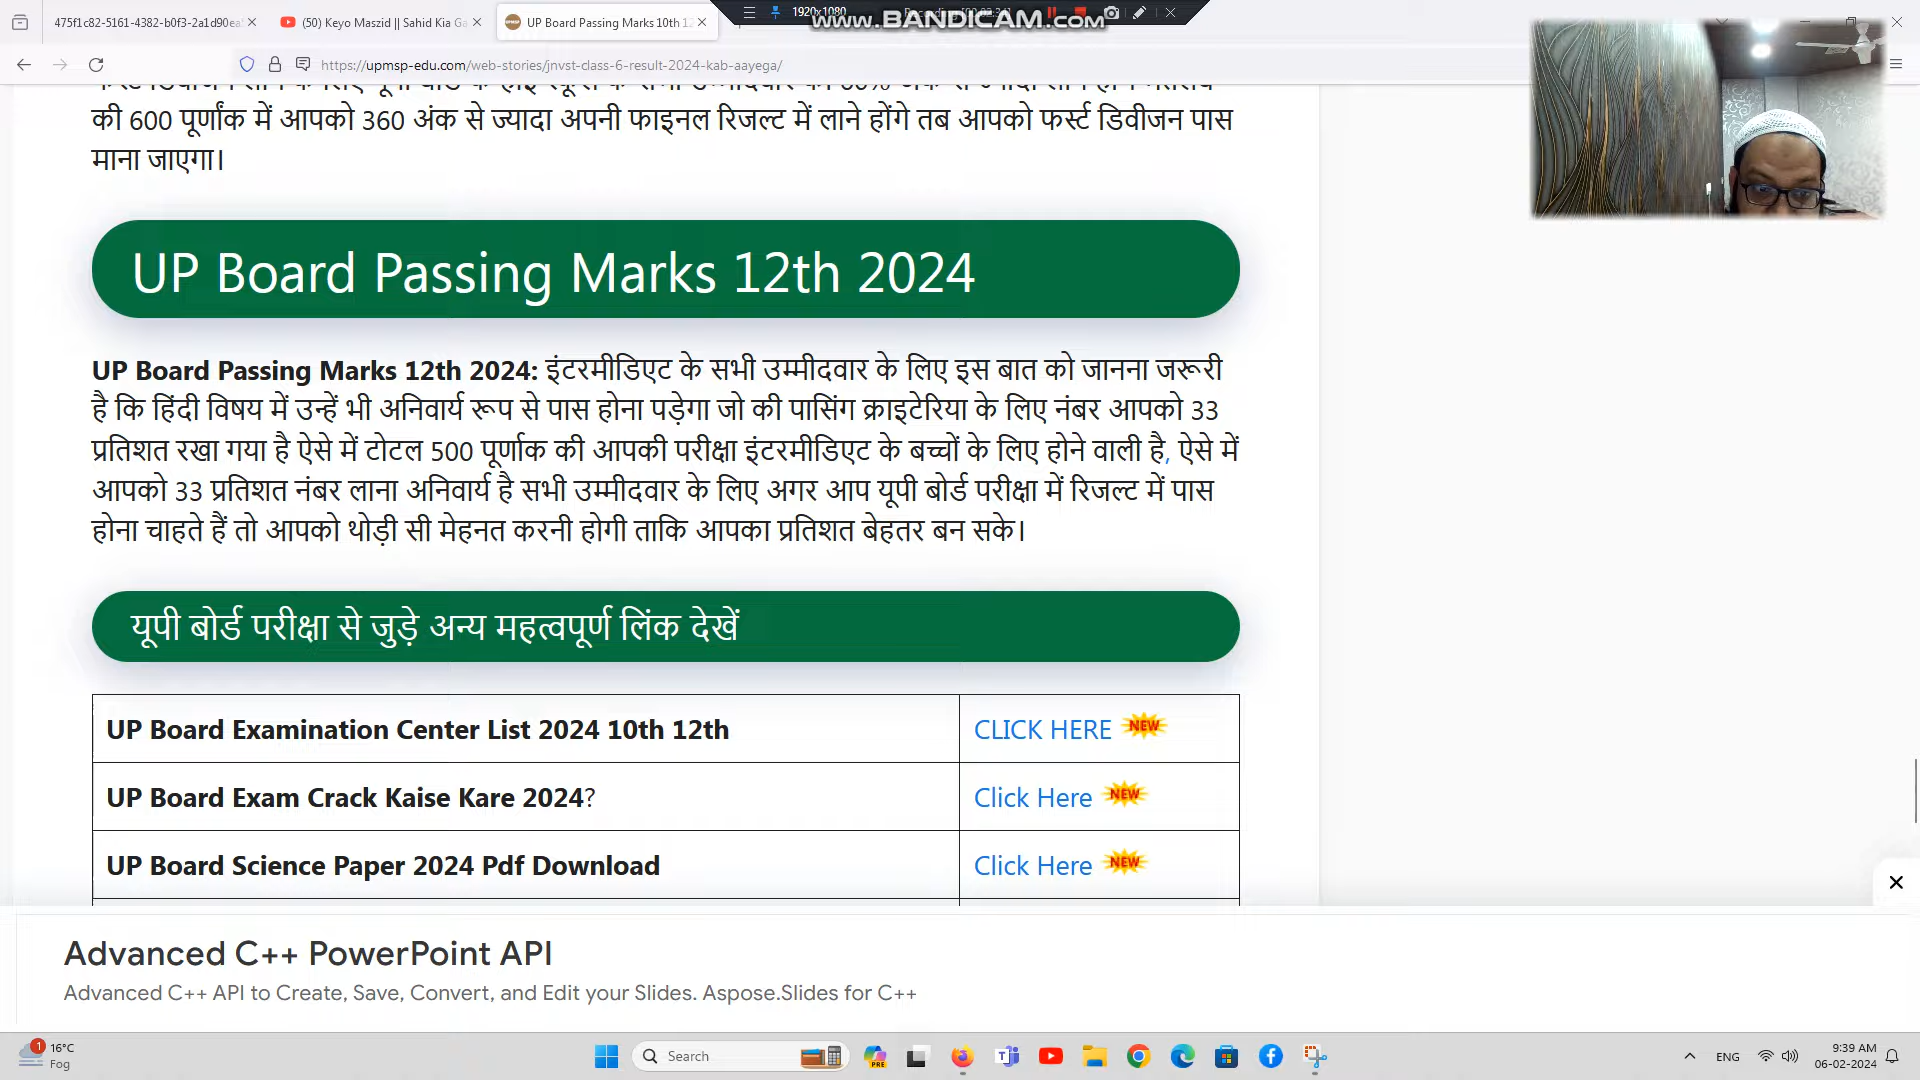 475f1c82-5161-4382-b0f3-2a1d90ea
(50) Keyo Maszid || Sahid Kia Ga
UP Board Passing Marks 10th 12
1920x1080
www.BANDICAM.com
https://upmsp-edu.com/web-stories/jnvst-class-6-result-2024-kab-aayega/
की 600 पूर्णांक में आपको 360 अंक से ज्यादा अपनी फाइनल रिजल्ट में लाने होंगे तब आपको फर्स्ट डिवीजन पास
माना जाएगा।
UP Board Passing Marks 12th 2024
UP Board Passing Marks 12th 2024: इंटरमीडिएट के सभी उम्मीदवार के लिए इस बात को जानना जरूरी
है कि हिंदी विषय में उन्हें भी अनिवार्य रूप से पास होना पड़ेगा जो की पासिंग क्राइटेरिया के लिए नंबर आपको 33
प्रतिशत रखा गया है ऐसे में टोटल 500 पूर्णाक की आपकी परीक्षा इंटरमीडिएट के बच्चों के लिए होने वाली है, ऐसे में
आपको 33 प्रतिशत नंबर लाना अनिवार्य है सभी उम्मीदवार के लिए अगर आप यूपी बोर्ड परीक्षा में रिजल्ट में पास
होना चाहते हैं तो आपको थोड़ी सी मेहनत करनी होगी ताकि आपका प्रतिशत बेहतर बन सके।
यूपी बोर्ड परीक्षा से जुड़े अन्य महत्वपूर्ण लिंक देखें
UP Board Examination Center List 2024 10th 12th CLICK HERE NEW
UP Board Exam Crack Kaise Kare 2024? Click Here NEW
UP Board Science Paper 2024 Pdf Download Click Here NEW
Advanced C++ PowerPoint API
Advanced C++ API to Create, Save, Convert, and Edit your Slides. Aspose.Slides for C++
1
16°C
Fog
Search
PRE
ENG
9:39 AM
06-02-2024